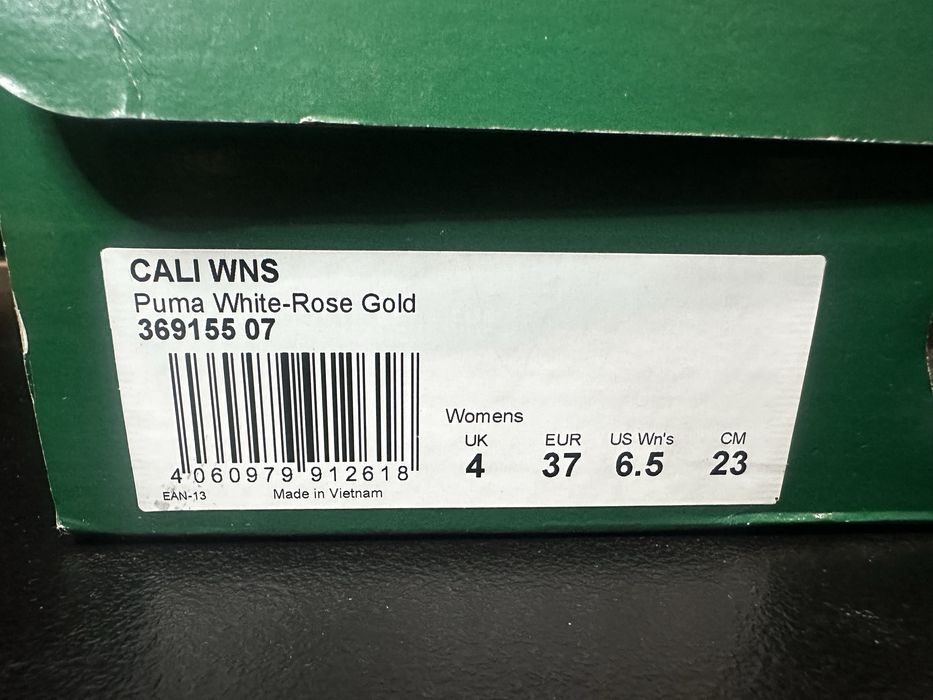 CALI WNS
Puma White-Rose Gold
369155 07
4 060979 912618
EAN-13 Made in Vietnam
Womens
UK EUR US Wn's CM
4 37 6.5 23